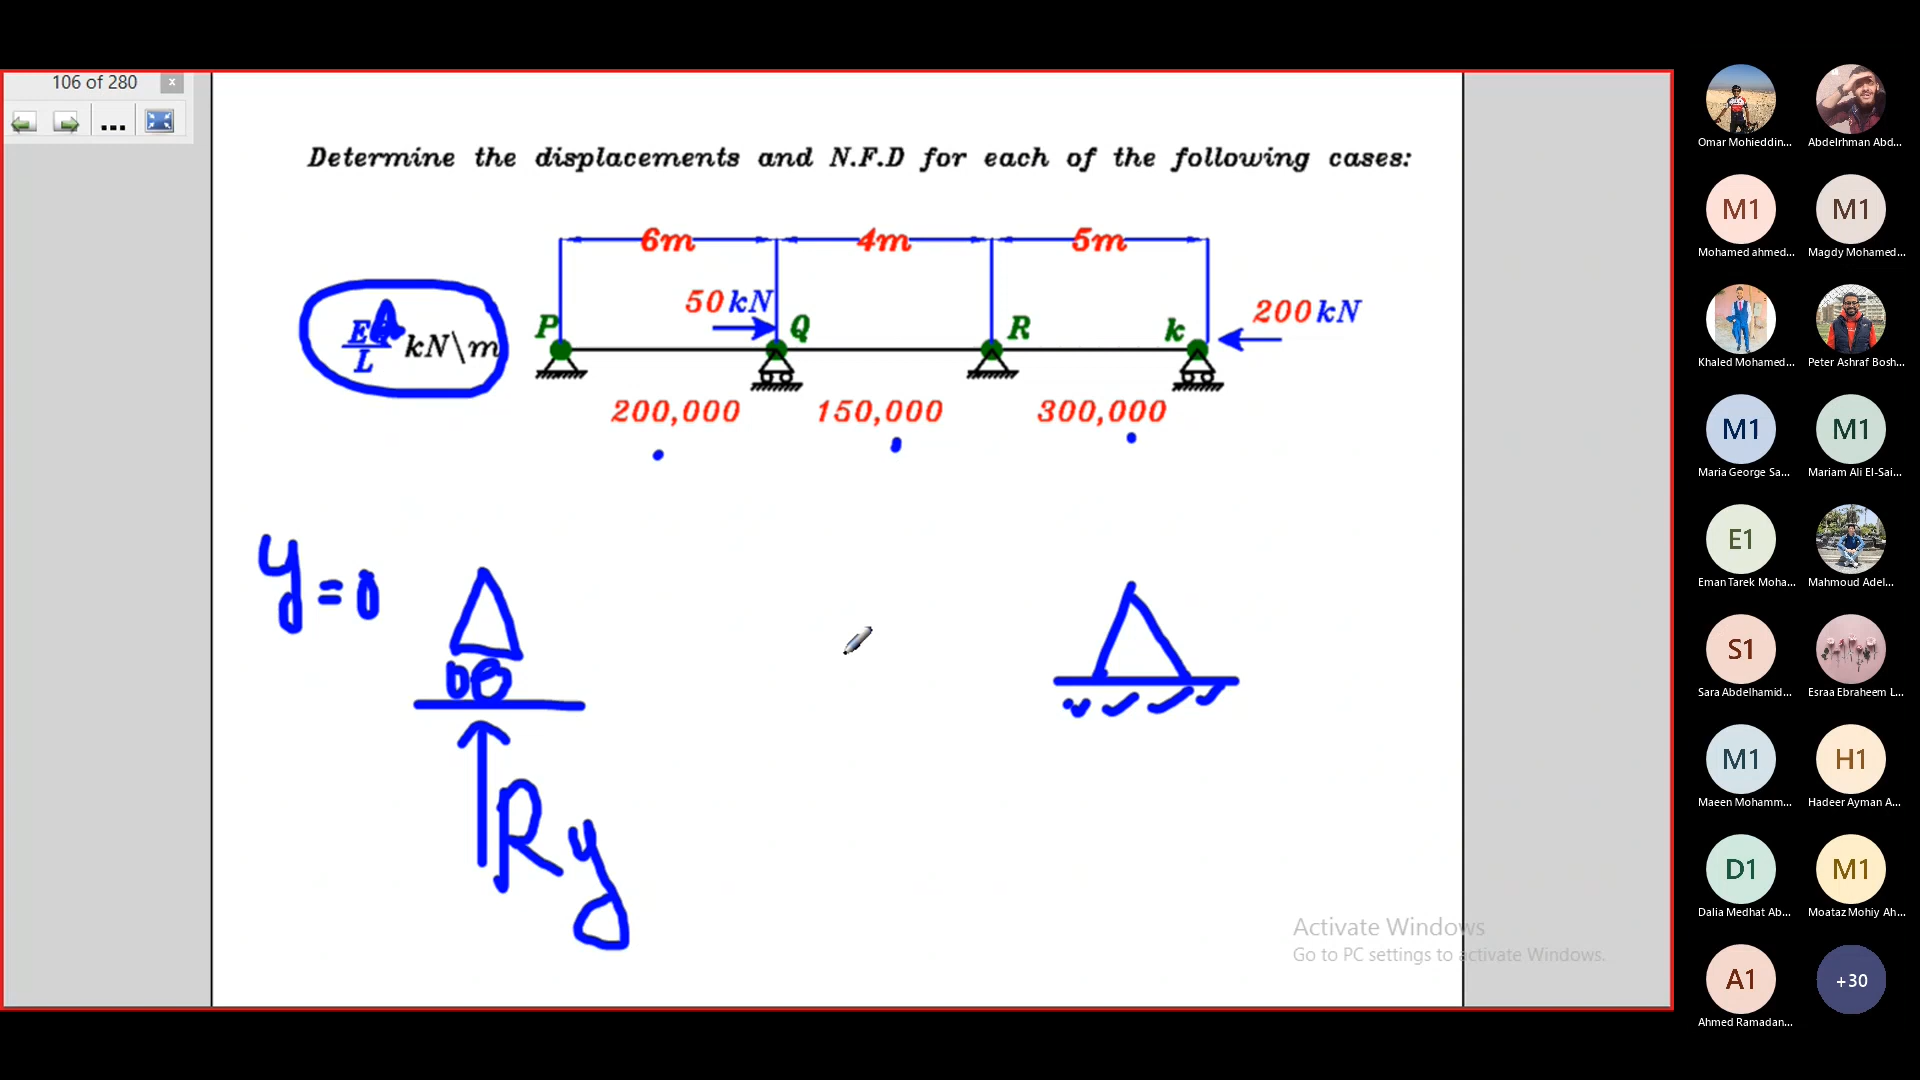 106 of 280
x
...
Determine the displacements and N.F.D for each of the following cases:
6m 4m 5m
EA/L kN\m
P 50kN Q R k 200kN
200,000 150,000 300,000
y=0
Ry
Activate Windows
Go to PC settings to activate Windows.
Omar Mohieddin... Abdelrhman Abd...
M1 M1
Mohamed ahmed... Magdy Mohamed...
Khaled Mohamed... Peter Ashraf Bosh...
M1 M1
Maria George Sa... Mariam Ali El-Sai...
E1
Eman Tarek Moha... Mahmoud Adel...
S1
Sara Abdelhamid... Esraa Ebraheem L...
M1 H1
Maeen Mohamm... Hadeer Ayman A...
D1 M1
Dalia Medhat Ab... Moataz Mohiy Ah...
A1 +30
Ahmed Ramadan...